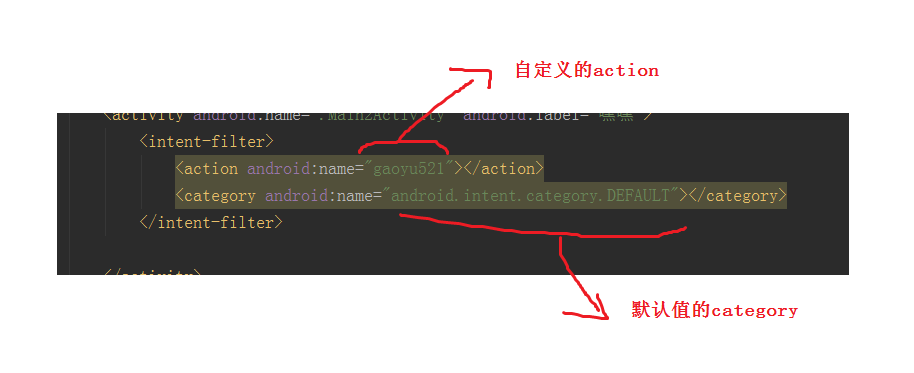 自定义的action
<activity android:name=".Main2Activity" android:label="嘿嘿">
<intent-filter>
<action android:name="gaoyu521"></action>
<category android:name="android.intent.category.DEFAULT"></category>
</intent-filter>
</activity>
默认值的category